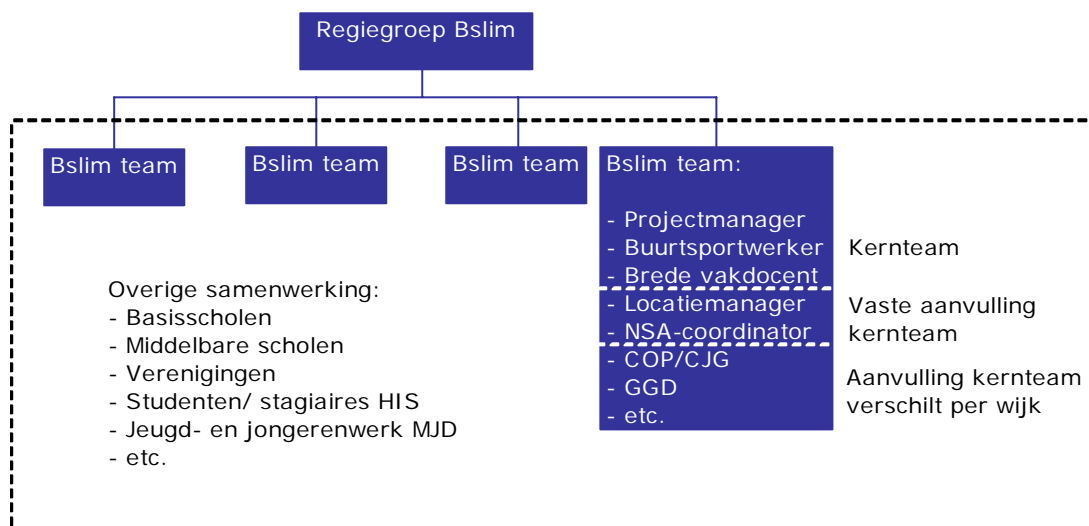 Regiegroep Bslim
Bslim team
Bslim team
Bslim team
Bslim team:
- Projectmanager
- Buurtsportwerker
- Brede vakdocent
Kernteam
- Locatiemanager
- NSA-coordinator
Vaste aanvulling
kernteam
- COP/CJG
- GGD
- etc.
Aanvulling kernteam
verschilt per wijk
Overige samenwerking:
- Basisscholen
- Middelbare scholen
- Verenigingen
- Studenten/ stagiaires HIS
- Jeugd- en jongerenwerk MJD
- etc.